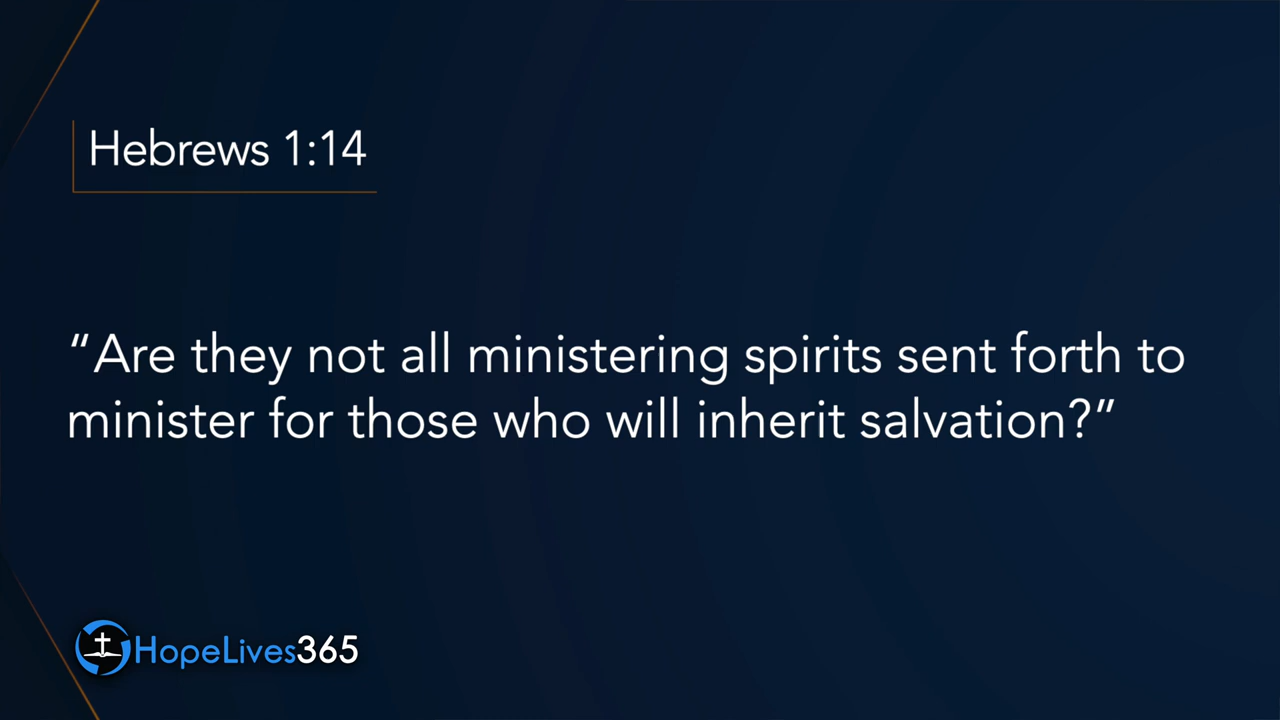 Hebrews 1:14
“Are they not all ministering spirits sent forth to
minister for those who will inherit salvation?”
HopeLives365